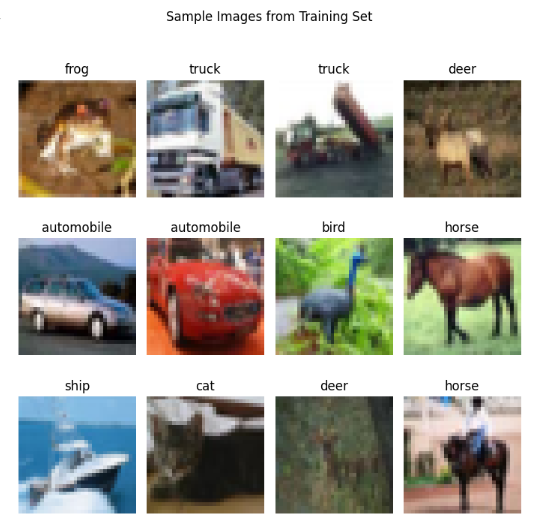 Sample Images from Training Set
frog truck truck deer
automobile automobile bird horse
ship cat deer horse